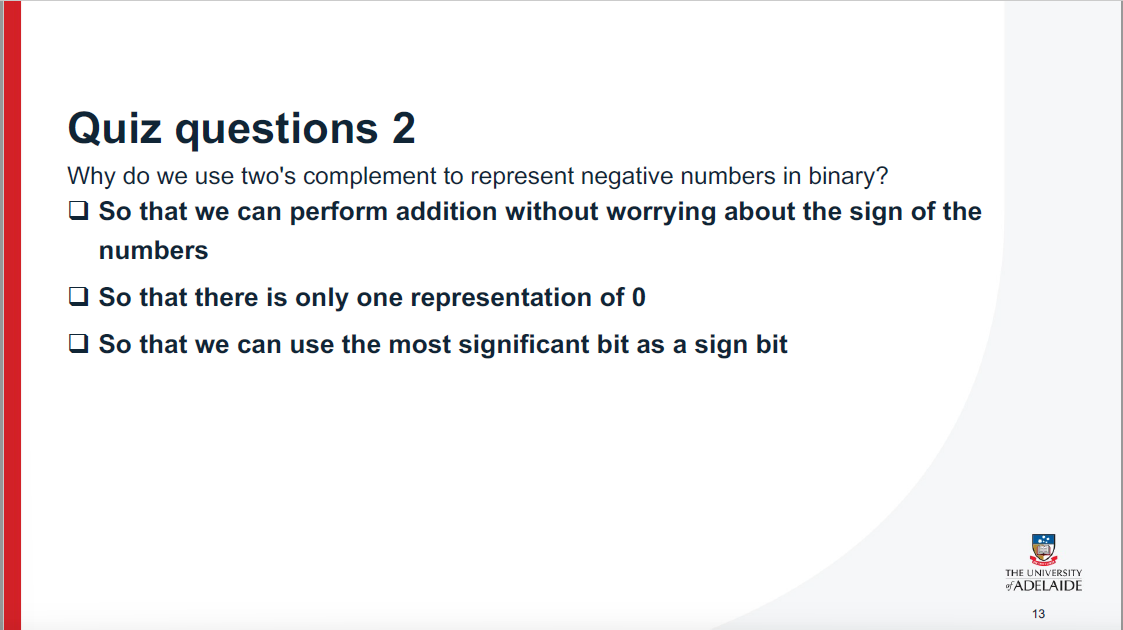 Quiz questions 2
Why do we use two's complement to represent negative numbers in binary?
❑ So that we can perform addition without worrying about the sign of the
numbers
❑ So that there is only one representation of 0
❑ So that we can use the most significant bit as a sign bit
THE UNIVERSITY
of ADELAIDE
13